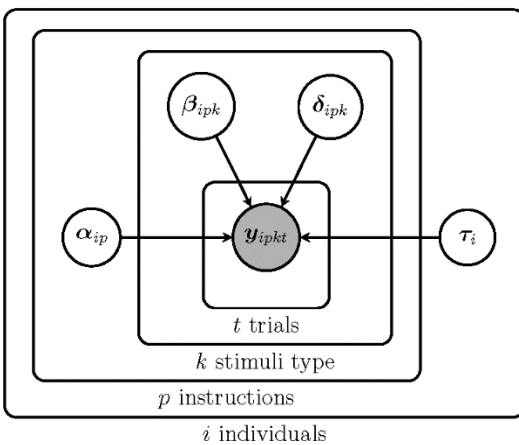 β_ipk δ_ipk
α_ip y_ipkt τ_i
t trials
k stimuli type
p instructions
i individuals